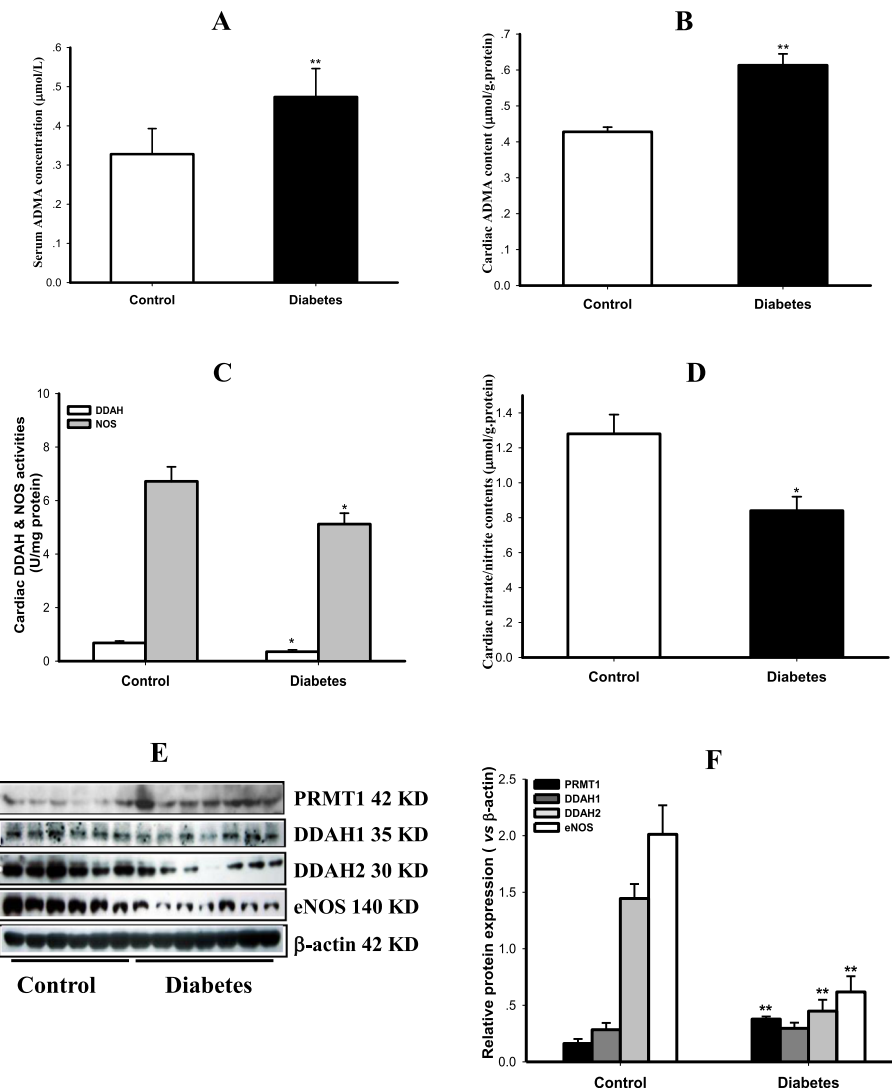 A
Serum ADMA concentration (μmol/L)
.6
.5
.4
.3
.2
.1
0.0
**
Control Diabetes
B
Cardiac ADMA content (μmol/g.protein)
.7
.6
.5
.4
.3
.2
.1
0.0
**
Control Diabetes
C
Cardiac DDAH & NOS activities
(U/mg protein)
10
8
6
4
2
0
DDAH
NOS
*
*
Control Diabetes
D
Cardiac nitrate/nitrite contents (μmol/g.protein)
1.4
1.2
1.0
.8
.6
.4
.2
0.0
*
Control Diabetes
E
PRMT1 42 KD
DDAH1 35 KD
DDAH2 30 KD
eNOS 140 KD
β-actin 42 KD
Control Diabetes
F
Relative protein expression ( vs β-actin)
2.5
2.0
1.5
1.0
.5
0.0
PRMT1
DDAH1
DDAH2
eNOS
**
**
**
Control Diabetes